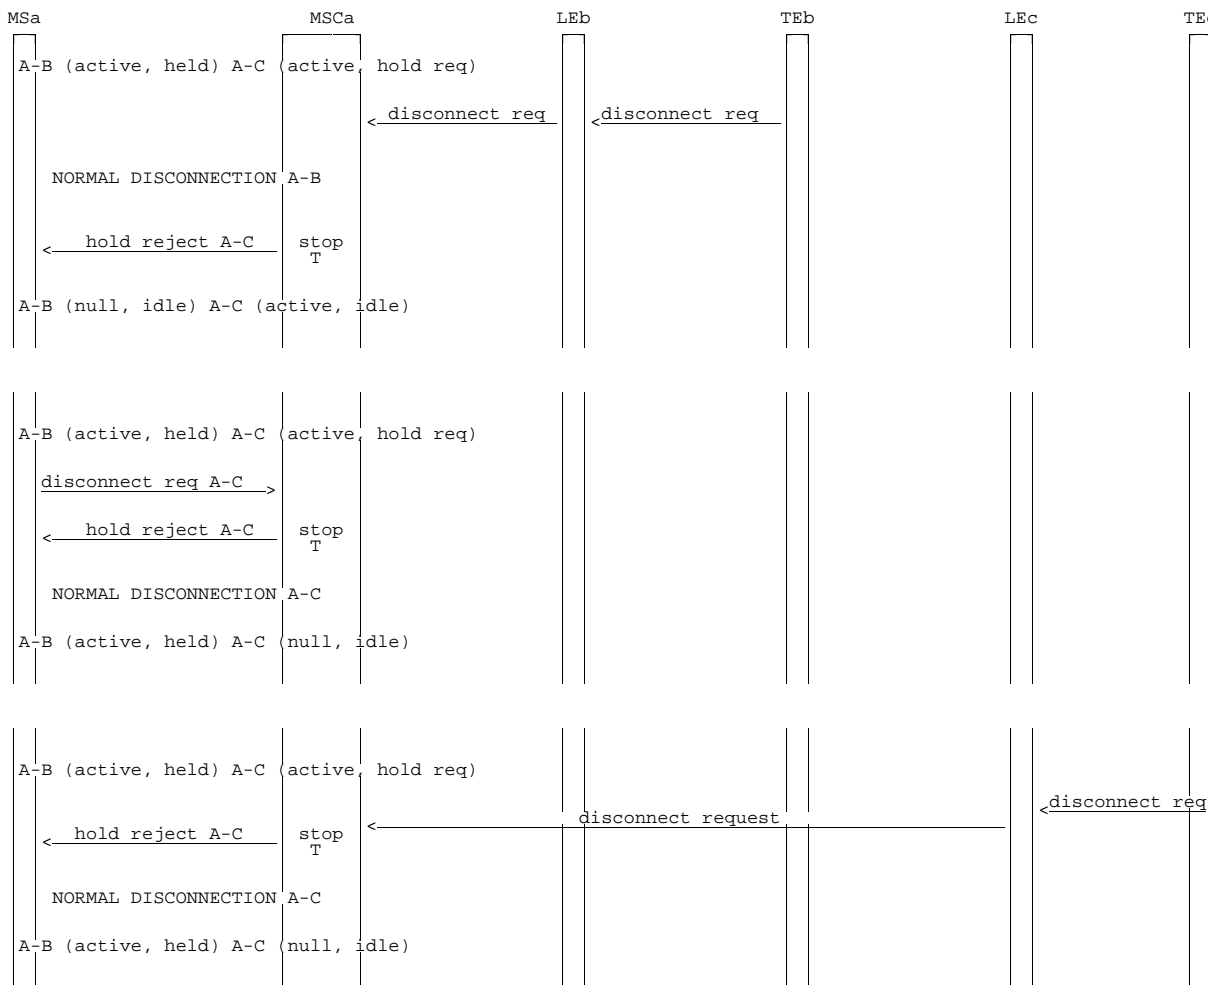 MSa MSCa LEb TEb LEc TEc
A-B (active, held) A-C (active, hold req)
disconnect req disconnect req
NORMAL DISCONNECTION A-B
hold reject A-C stop
T
A-B (null, idle) A-C (active, idle)
A-B (active, held) A-C (active, hold req)
disconnect req A-C
hold reject A-C stop
T
NORMAL DISCONNECTION A-C
A-B (active, held) A-C (null, idle)
A-B (active, held) A-C (active, hold req)
disconnect req
disconnect request
hold reject A-C stop
T
NORMAL DISCONNECTION A-C
A-B (active, held) A-C (null, idle)